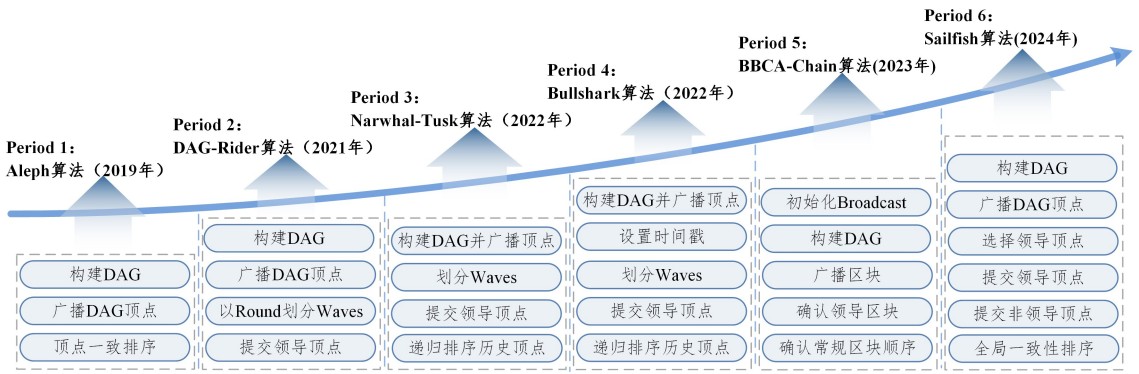 Period 1：
Aleph算法（2019年）
构建DAG
广播DAG顶点
顶点一致排序
Period 2：
DAG-Rider算法（2021年）
构建DAG
广播DAG顶点
以Round划分Waves
提交领导顶点
Period 3：
Narwhal-Tusk算法（2022年）
构建DAG并广播顶点
划分Waves
提交领导顶点
递归排序历史顶点
Period 4：
Bullshark算法（2022年）
构建DAG并广播顶点
设置时间戳
划分Waves
提交领导顶点
递归排序历史顶点
Period 5：
BBCA-Chain算法(2023年)
初始化Broadcast
构建DAG
广播区块
确认领导区块
确认常规区块顺序
Period 6：
Sailfish算法(2024年)
构建DAG
广播DAG顶点
选择领导顶点
提交领导顶点
提交非领导顶点
全局一致性排序